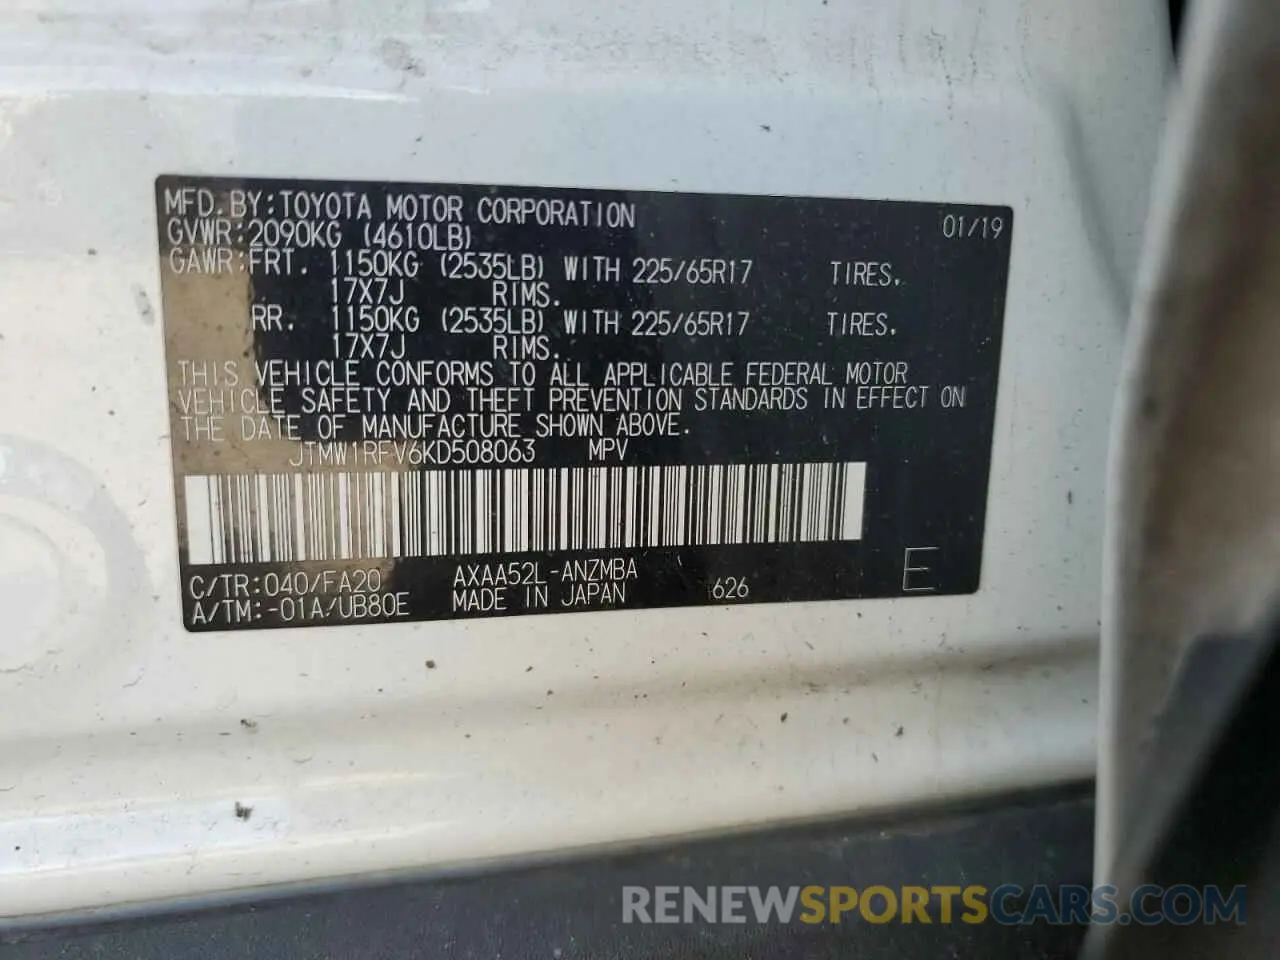 MFD. BY: TOYOTA MOTOR CORPORATION 01/19
GVWR: 2090KG (4610LB)
GAWR: FRT. 1150KG (2535LB) WITH 225/65R17 TIRES.
17X7J RIMS.
RR. 1150KG (2535LB) WITH 225/65R17 TIRES.
17X7J RIMS.
THIS VEHICLE CONFORMS TO ALL APPLICABLE FEDERAL MOTOR
VEHICLE SAFETY AND THEFT PREVENTION STANDARDS IN EFFECT ON
THE DATE OF MANUFACTURE SHOWN ABOVE.
JTMW1RFV6KD508063 MPV
C/TR: 040/FA20 AXAA52L-ANZMBA
A/TM: -01A/UB80E MADE IN JAPAN 626 E
RENEWSPORTSCARS.COM